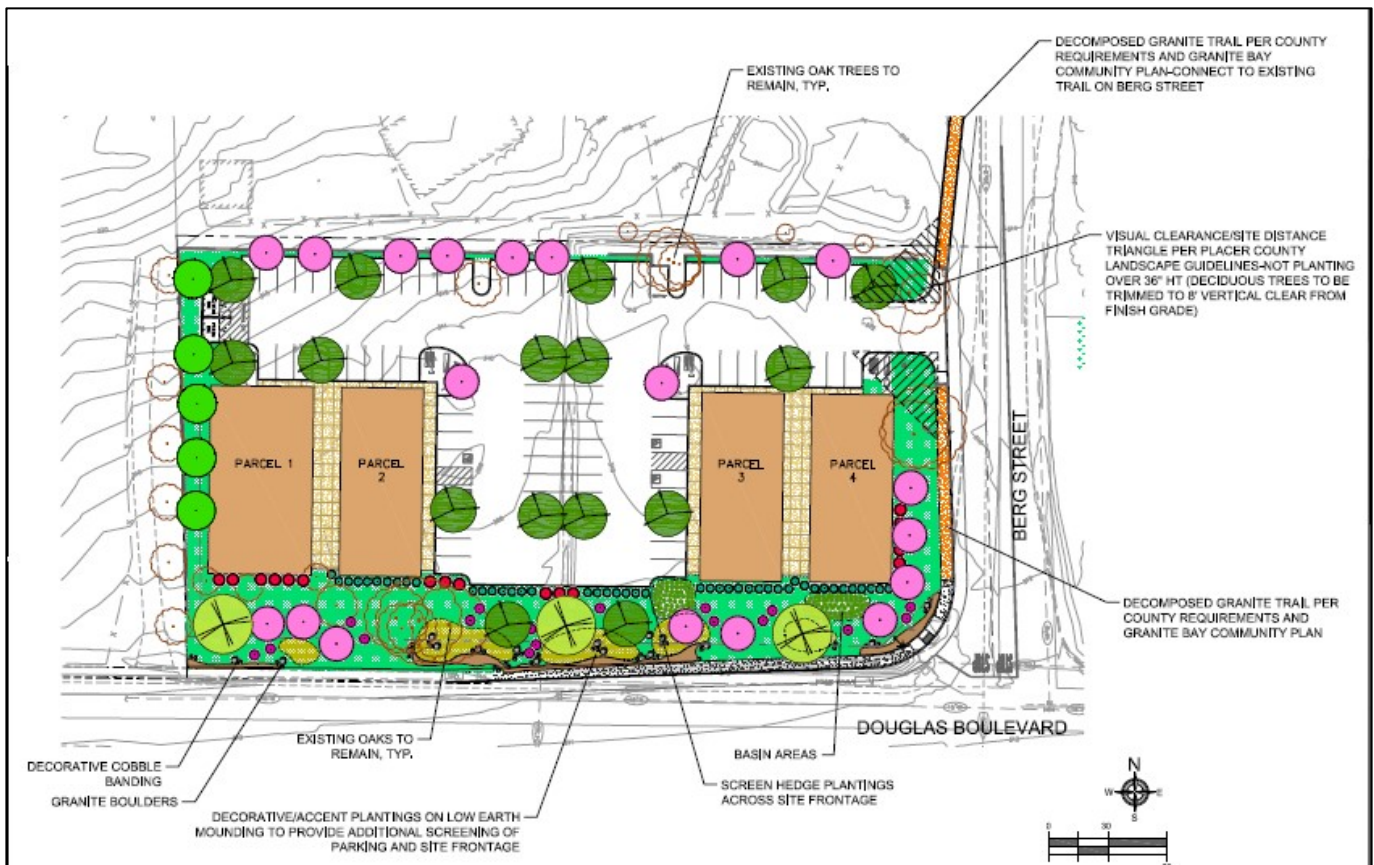 DECOMPOSED GRANITE TRAIL PER COUNTY
REQUIREMENTS AND GRANITE BAY
COMMUNITY PLAN-CONNECT TO EXISTING
TRAIL ON BERG STREET
EXISTING OAK TREES TO
REMAIN, TYP.
VISUAL CLEARANCE/SITE DISTANCE
TRIANGLE PER PLACER COUNTY
LANDSCAPE GUIDELINES-NOT PLANTING
OVER 36" HT (DECIDUOUS TREES TO BE
TRIMMED TO 8' VERTICAL CLEAR FROM
FINISH GRADE)
PARCEL 1
PARCEL
2
PARCEL
3
PARCEL
4
BERG STREET
DECOMPOSED GRANITE TRAIL PER
COUNTY REQUIREMENTS AND
GRANITE BAY COMMUNITY PLAN
DOUGLAS BOULEVARD
EXISTING OAKS TO
REMAIN, TYP.
BASIN AREAS
DECORATIVE COBBLE
BANDING
GRANITE BOULDERS
SCREEN HEDGE PLANTINGS
ACROSS SITE FRONTAGE
DECORATIVE/ACCENT PLANTINGS ON LOW EARTH
MOUNDING TO PROVIDE ADDITIONAL SCREENING OF
PARKING AND SITE FRONTAGE
N
W E
S
0 30